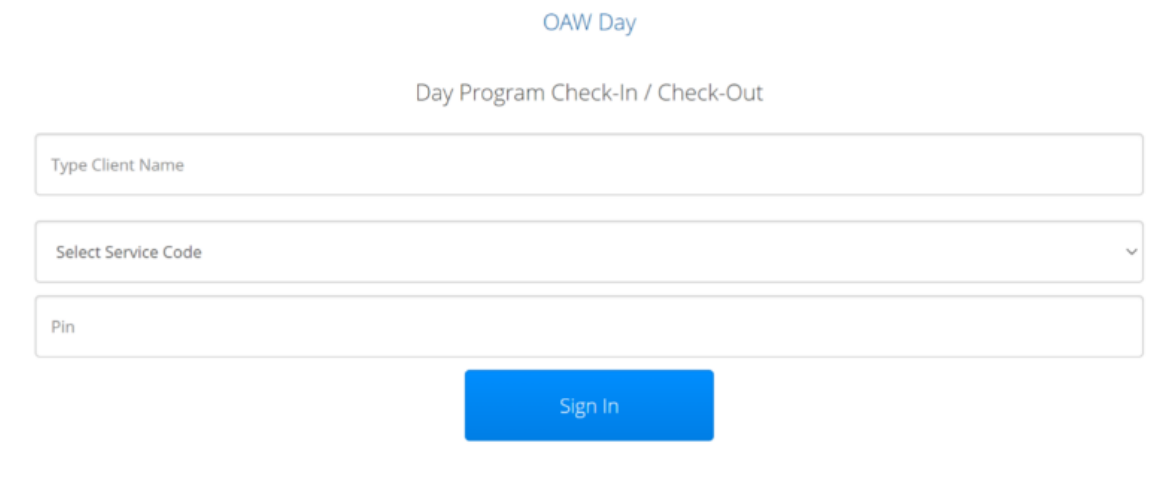 OAW Day
Day Program Check-In / Check-Out
Type Client Name
Select Service Code
Pin
Sign In